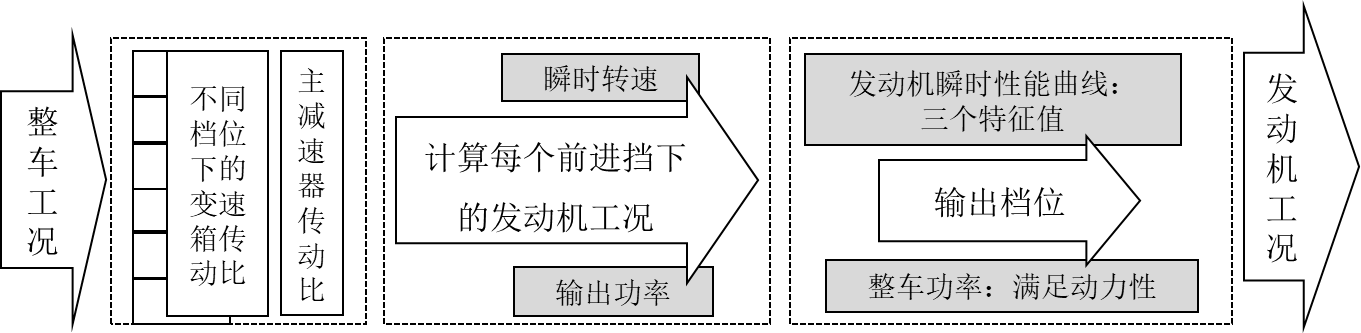 整车工况
不同
档位
下的
变速
箱传
动比
主减速器传动比
瞬时转速
计算每个前进挡下
的发动机工况
输出功率
发动机瞬时性能曲线：
三个特征值
输出档位
整车功率：满足动力性
发动机工况